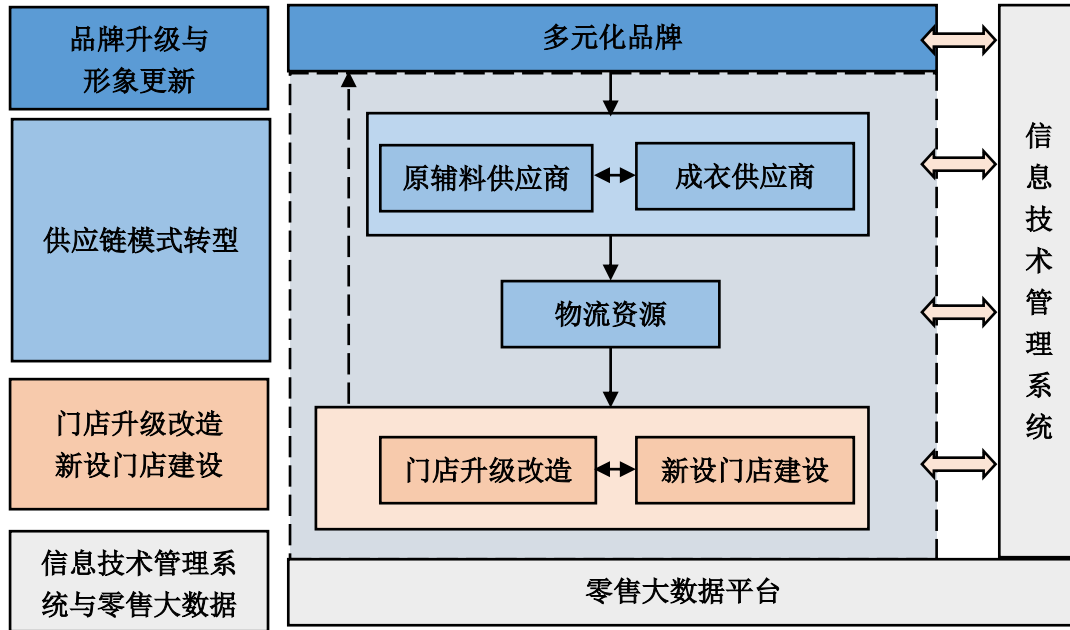 品牌升级与
形象更新
供应链模式转型
门店升级改造
新设门店建设
信息技术管理系
统与零售大数据
多元化品牌
原辅料供应商
成衣供应商
物流资源
门店升级改造
新设门店建设
零售大数据平台
信息技术管理系统